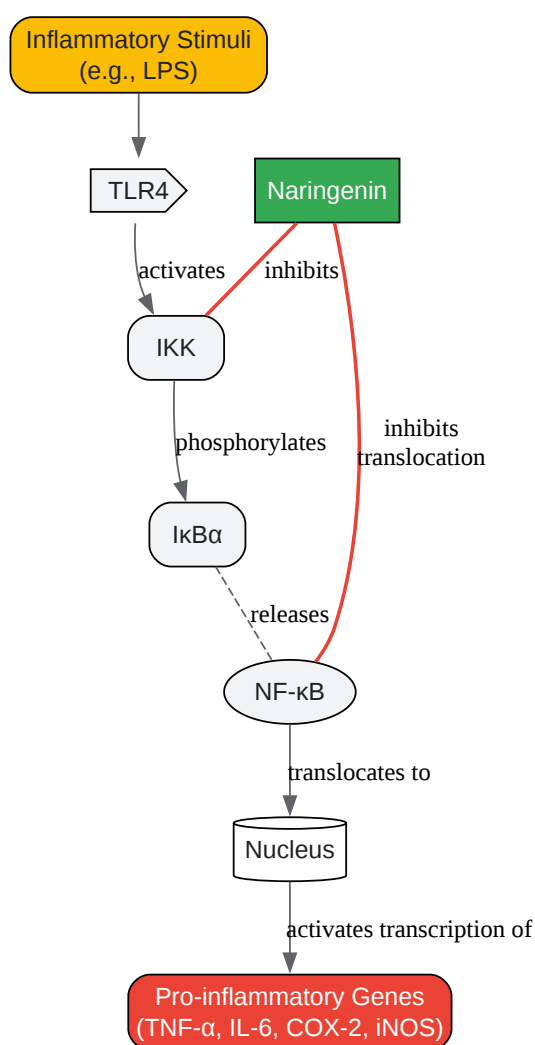 Inflammatory Stimuli
(e.g., LPS)
TLR4
Naringenin
activates
inhibits
IKK
phosphorylates
inhibits
translocation
IκBα
releases
NF-κB
translocates to
Nucleus
activates transcription of
Pro-inflammatory Genes
(TNF-α, IL-6, COX-2, iNOS)